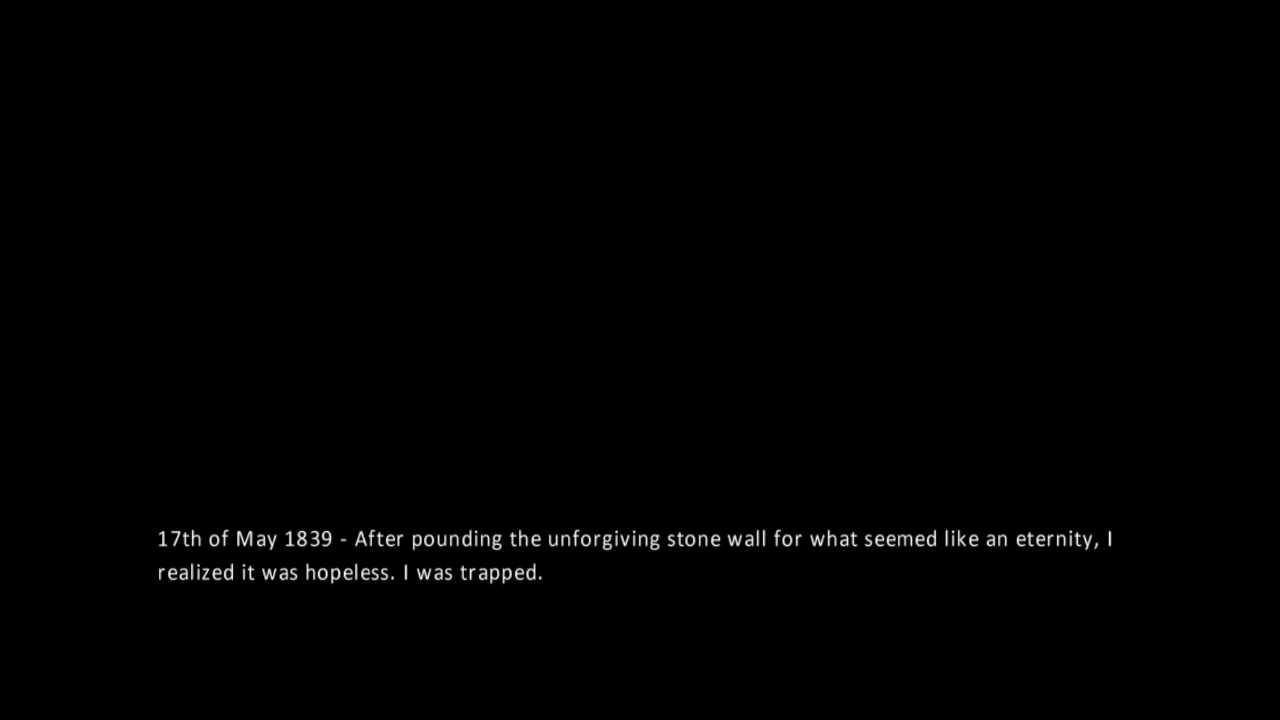 17th of May 1839 - After pounding the unforgiving stone wall for what seemed like an eternity, I
realized it was hopeless. I was trapped.